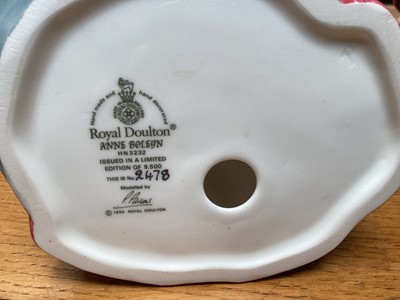 Hand made and hand decorated
Royal Doulton®
ANNE BOLEYN
HN3232
ISSUED IN A LIMITED
EDITION OF 9,500
THIS IS No. 2478
Modelled by
P. Parsons
© 1990 ROYAL DOULTON